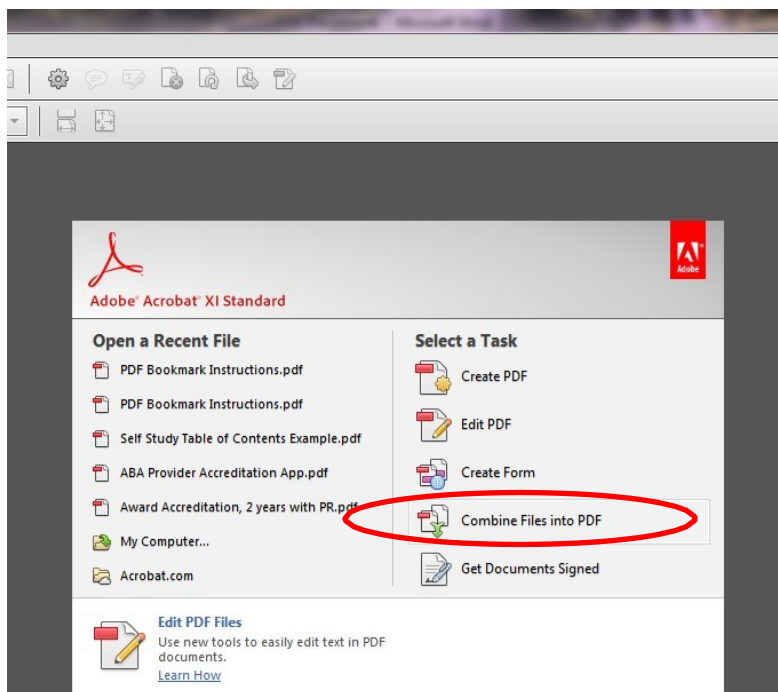 Adobe
Adobe® Acrobat® XI Standard
Open a Recent File
PDF Bookmark Instructions.pdf
PDF Bookmark Instructions.pdf
Self Study Table of Contents Example.pdf
ABA Provider Accreditation App.pdf
Award Accreditation, 2 years with PR.pdf
My Computer...
Acrobat.com
Select a Task
Create PDF
Edit PDF
Create Form
Combine Files into PDF
Get Documents Signed
Edit PDF Files
Use new tools to easily edit text in PDF
documents.
Learn How